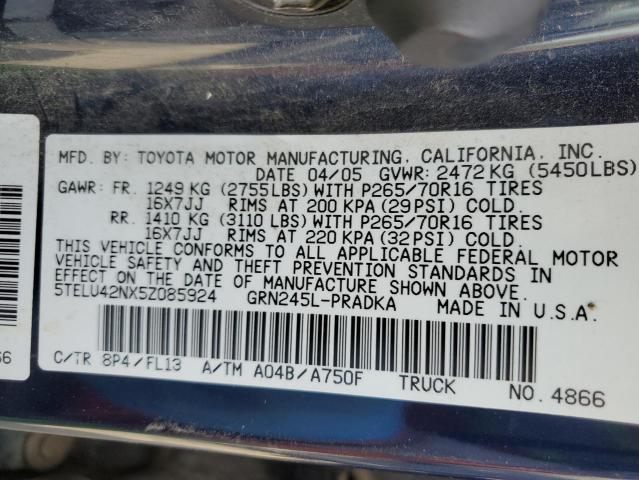 MFD. BY: TOYOTA MOTOR MANUFACTURING, CALIFORNIA, INC.
DATE 04/05 GVWR: 2472 KG (5450LBS)
GAWR: FR. 1249 KG (2755LBS) WITH P265/70R16 TIRES
16X7JJ RIMS AT 200 KPA (29PSI) COLD.
RR. 1410 KG (3110 LBS) WITH P265/70R16 TIRES
16X7JJ RIMS AT 220 KPA (32PSI) COLD.
THIS VEHICLE CONFORMS TO ALL APPLICABLE FEDERAL MOTOR
VEHICLE SAFETY AND THEFT PREVENTION STANDARDS IN
EFFECT ON THE DATE OF MANUFACTURE SHOWN ABOVE.
5TELU42NX5Z085924 GRN245L-PRADKA MADE IN U.S.A.
C/TR 8P4/FL13 A/TM A04B/A750F TRUCK NO. 4866
66